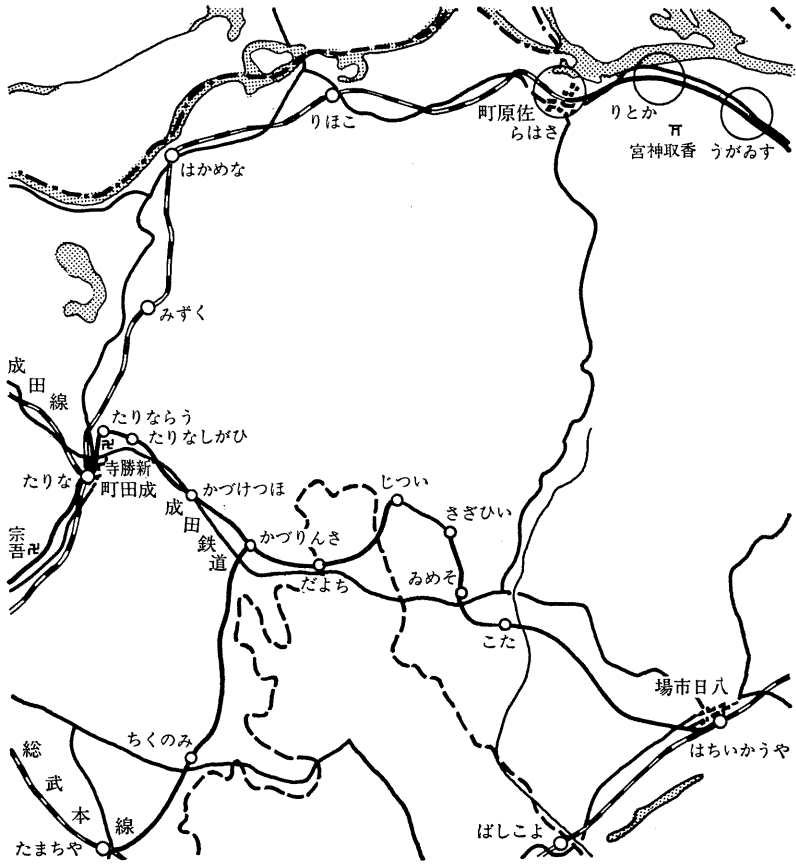 こほり
佐原町
さはら
かとり
香取神宮
すゐがう
なめかは
くずみ
成田線
うらなりた
ひがしなりた
新勝寺
なりた
成田町
宗吾
ほつけづか
成田鉄道
さんりづか
ちよだ
いつじ
いひざさ
そめゐ
たこ
八日市場
やうかいちは
よこしば
みのくち
総武本線
やちまた